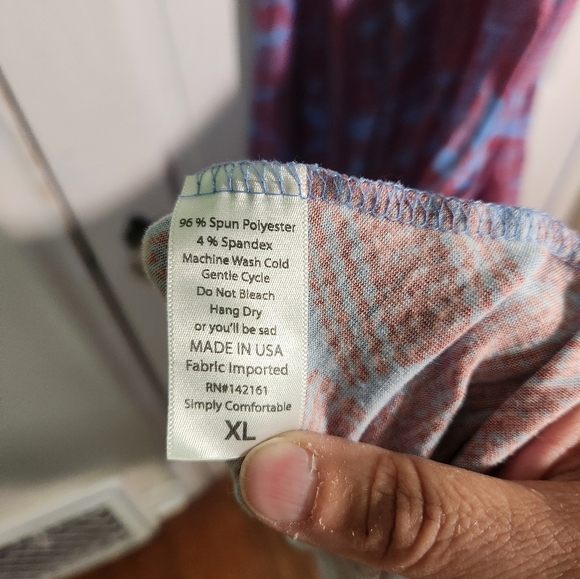 96 % Spun Polyester
4 % Spandex
Machine Wash Cold
Gentle Cycle
Do Not Bleach
Hang Dry
or you'll be sad
MADE IN USA
Fabric Imported
RN#142161
Simply Comfortable
XL